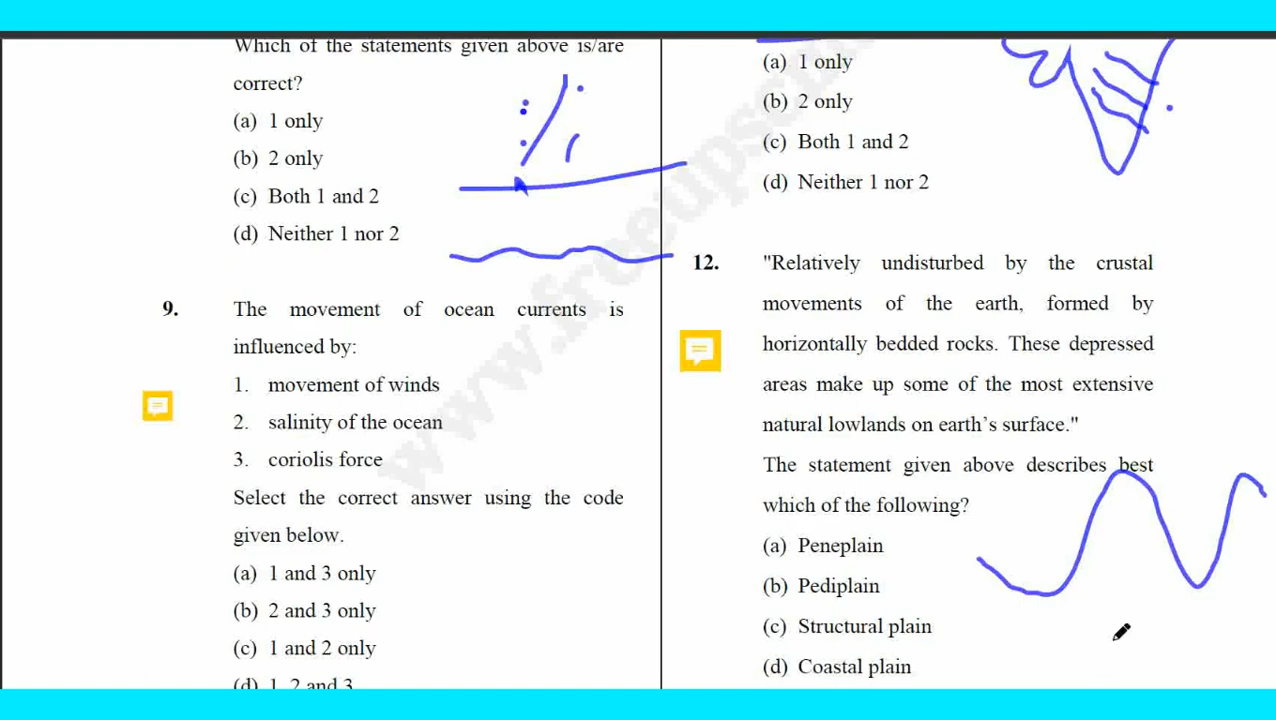 Which of the statements given above is/are
correct?
(a) 1 only
(b) 2 only
(c) Both 1 and 2
(d) Neither 1 nor 2
9. The movement of ocean currents is
influenced by:
1. movement of winds
2. salinity of the ocean
3. coriolis force
Select the correct answer using the code
given below.
(a) 1 and 3 only
(b) 2 and 3 only
(c) 1 and 2 only
(d) 1, 2 and 3
(a) 1 only
(b) 2 only
(c) Both 1 and 2
(d) Neither 1 nor 2
12. "Relatively undisturbed by the crustal
movements of the earth, formed by
horizontally bedded rocks. These depressed
areas make up some of the most extensive
natural lowlands on earth’s surface."
The statement given above describes best
which of the following?
(a) Peneplain
(b) Pediplain
(c) Structural plain
(d) Coastal plain